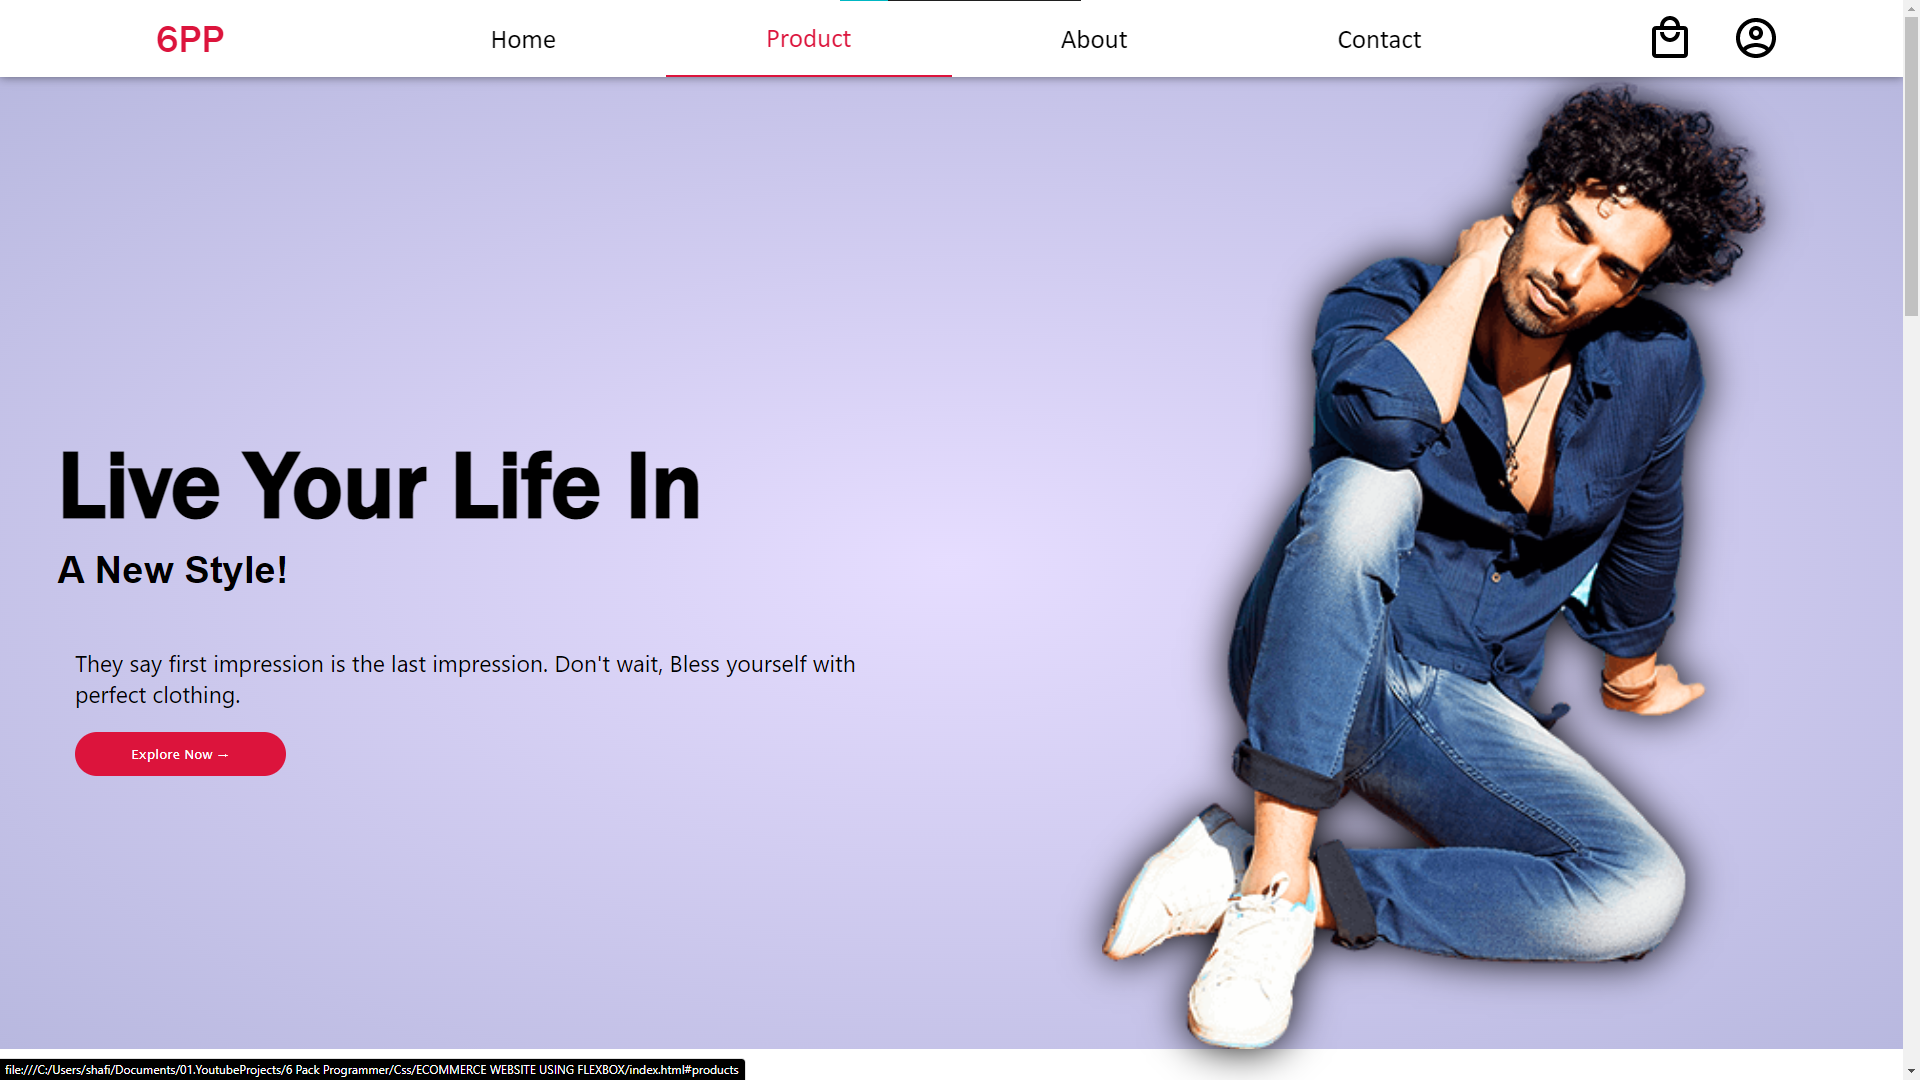 6PP
Home
Product
About
Contact
Live Your Life In
A New Style!
They say first impression is the last impression. Don't wait, Bless yourself with
perfect clothing.
Explore Now →
file:///C:/Users/shafi/Documents/01.YoutubeProjects/6 Pack Programmer/Css/ECOMMERCE WEBSITE USING FLEXBOX/index.html#products